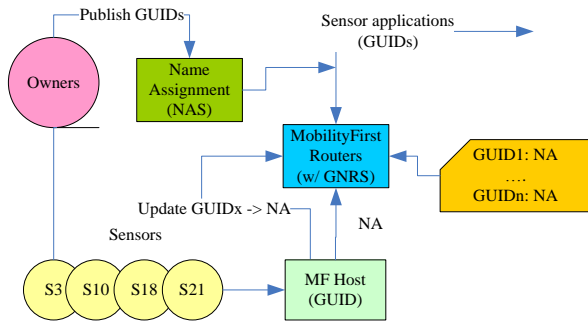 Publish GUIDs
Sensor applications
(GUIDs)
Owners
Name
Assignment
(NAS)
MobilityFirst
Routers
(w/ GNRS)
GUID1: NA
....
GUIDn: NA
Update GUIDx -> NA
NA
Sensors
S3
S10
S18
S21
MF Host
(GUID)